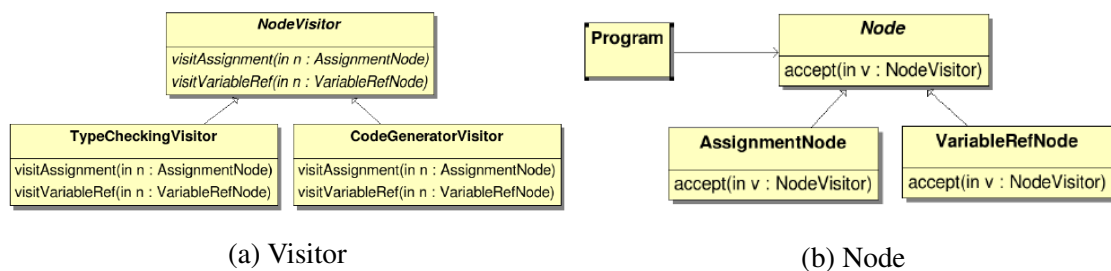 NodeVisitor
visitAssignment(in n : AssignmentNode)
visitVariableRef(in n : VariableRefNode)
TypeCheckingVisitor
visitAssignment(in n : AssignmentNode)
visitVariableRef(in n : VariableRefNode)
CodeGeneratorVisitor
visitAssignment(in n : AssignmentNode)
visitVariableRef(in n : VariableRefNode)
(a) Visitor
Program
Node
accept(in v : NodeVisitor)
AssignmentNode
accept(in v : NodeVisitor)
VariableRefNode
accept(in v : NodeVisitor)
(b) Node